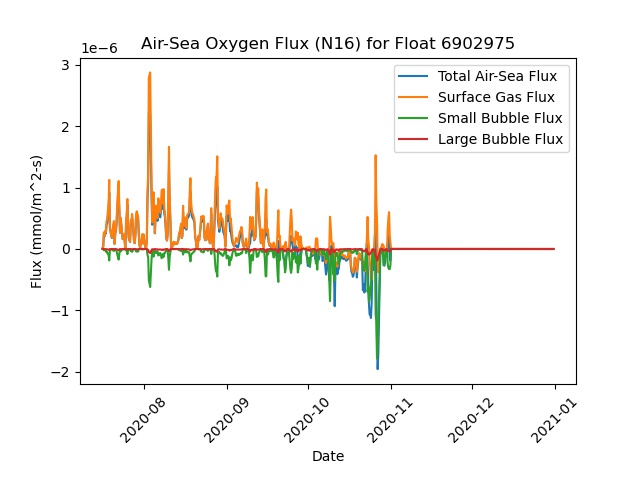 Air-Sea Oxygen Flux (N16) for Float 6902975
1e−6
Total Air-Sea Flux
Surface Gas Flux
Small Bubble Flux
Large Bubble Flux
3
2
1
0
−1
−2
Flux (mmol/m^2-s)
2020-08
2020-09
2020-10
2020-11
2020-12
2021-01
Date